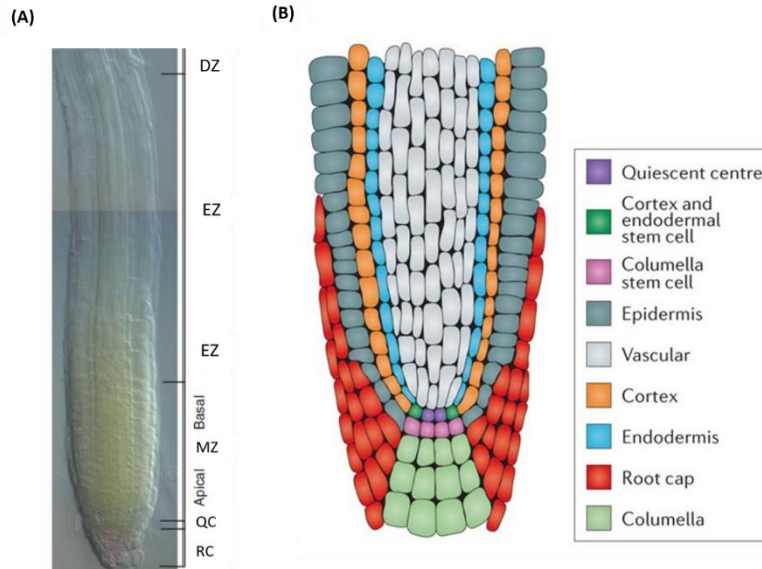 (A)
(B)
DZ
EZ
EZ
Basal
MZ
Apical
QC
RC
Quiescent centre
Cortex and
endodermal
stem cell
Columella
stem cell
Epidermis
Vascular
Cortex
Endodermis
Root cap
Columella